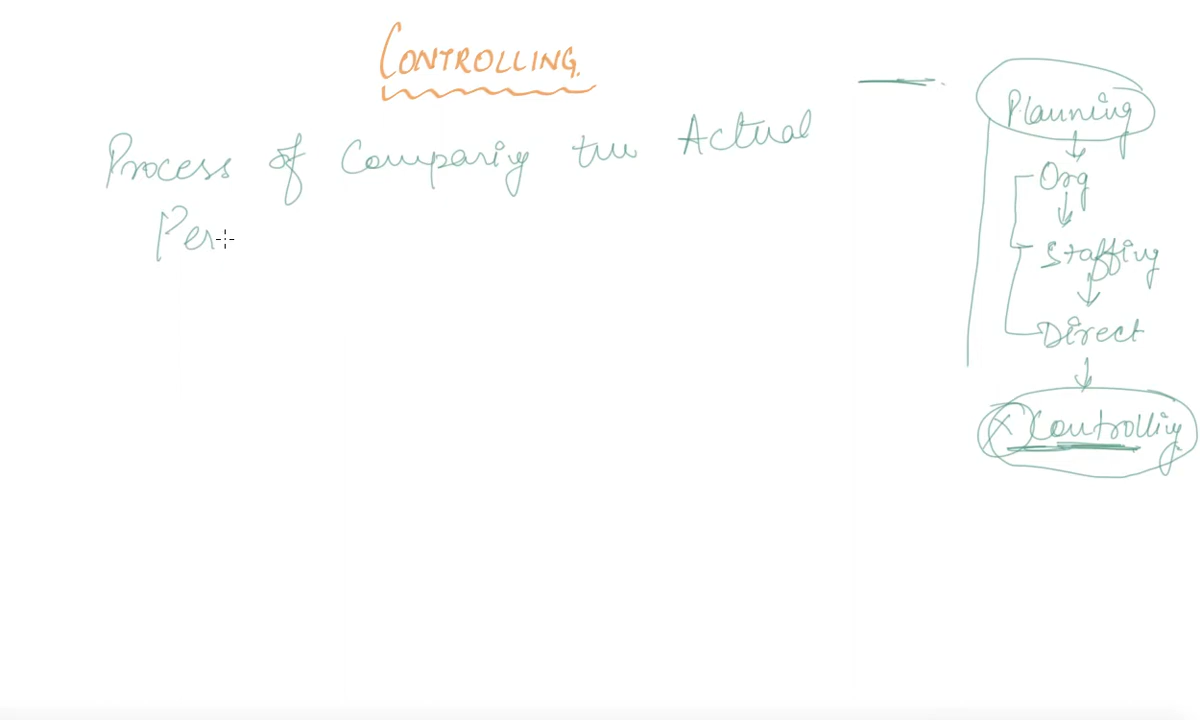 CONTROLLING.
Process of Comparing the Actual
Per
Planning
Org
Staffing
Direct
Controlling